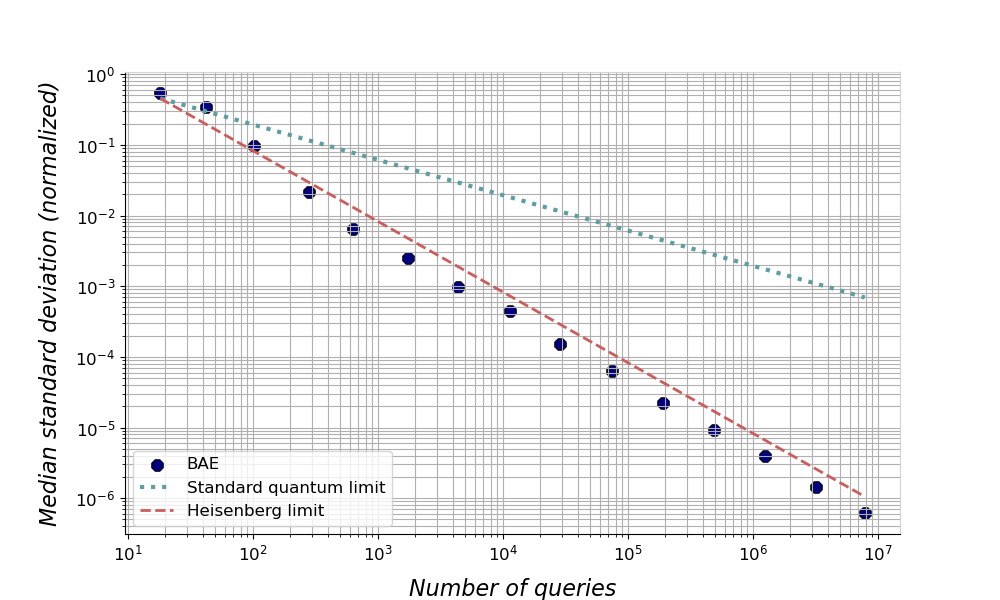 Median standard deviation (normalized)
10⁰
10⁻¹
10⁻²
10⁻³
10⁻⁴
10⁻⁵
10⁻⁶
BAE
Standard quantum limit
Heisenberg limit
10¹ 10² 10³ 10⁴ 10⁵ 10⁶ 10⁷
Number of queries